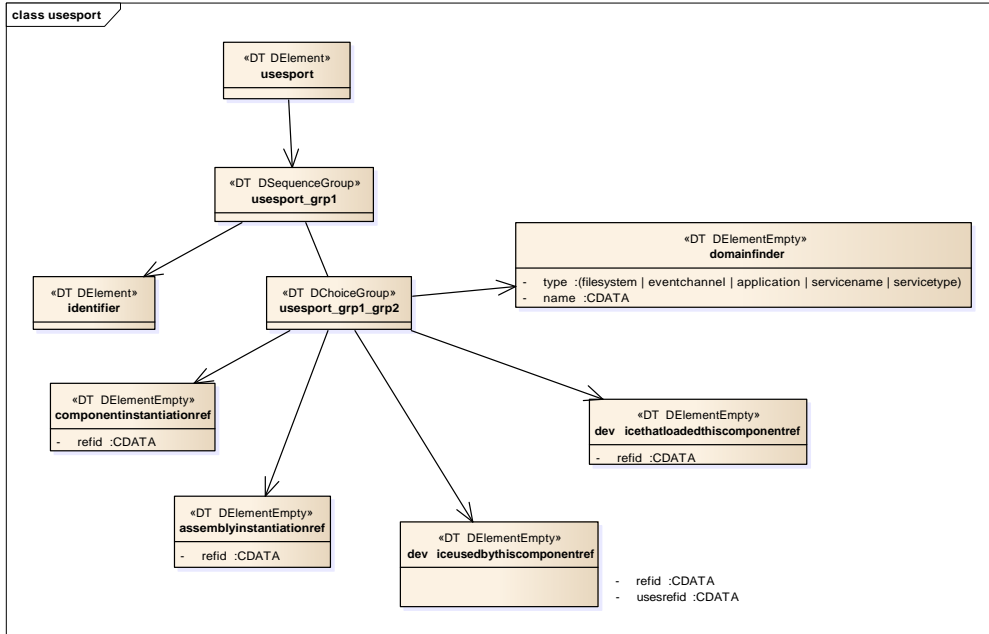 class usesport
«DT DElement»
usesport
«DT DSequenceGroup»
usesport_grp1
«DT DElementEmpty»
domainfinder
- type :(filesystem | eventchannel | application | servicename | servicetype)
- name :CDATA
«DT DElement»
identifier
«DT DChoiceGroup»
usesport_grp1_grp2
«DT DElementEmpty»
componentinstantiationref
- refid :CDATA
«DT DElementEmpty»
dev icethatloadedthiscomponentref
- refid :CDATA
«DT DElementEmpty»
assemblyinstantiationref
- refid :CDATA
«DT DElementEmpty»
dev iceusedbythiscomponentref
- refid :CDATA
- usesrefid :CDATA